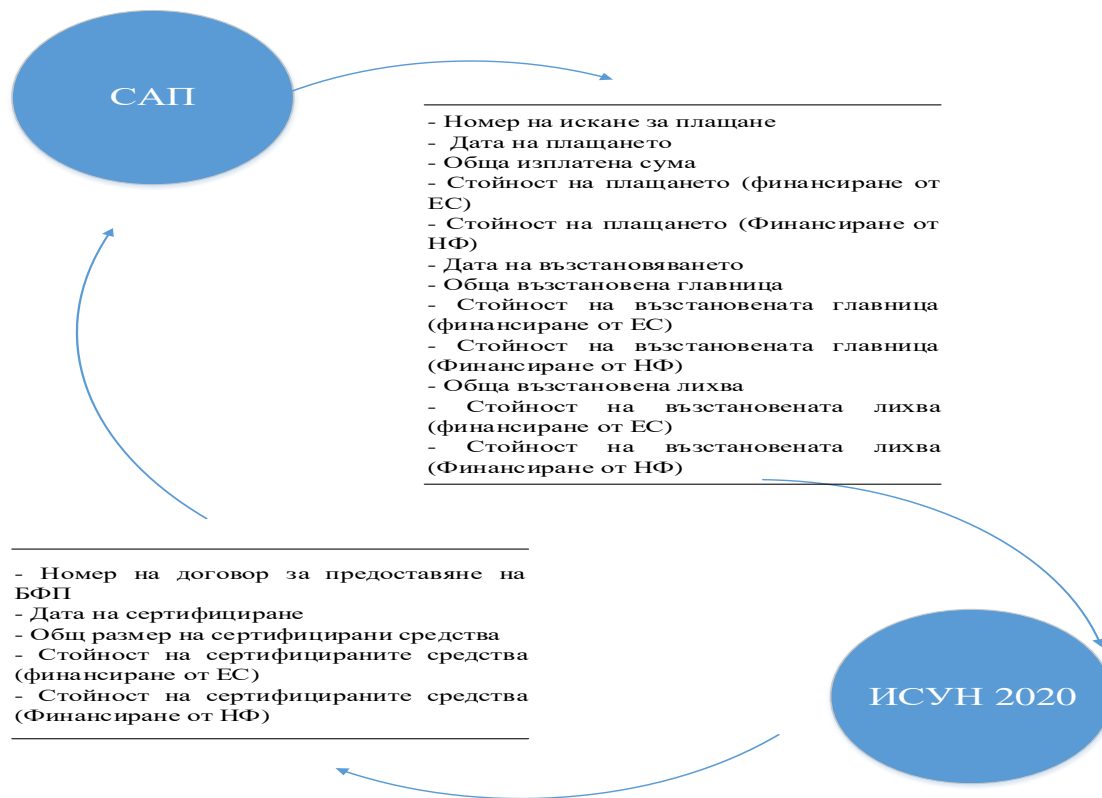 САП
- Номер на искане за плащане
- Дата на плащането
- Обща изплатена сума
- Стойност на плащането (финансиране от
ЕС)
- Стойност на плащането (Финансиране от
НФ)
- Дата на възстановяването
- Обща възстановена главница
- Стойност на възстановената главница
(финансиране от ЕС)
- Стойност на възстановената главница
(Финансиране от НФ)
- Обща възстановена лихва
- Стойност на възстановената лихва
(финансиране от ЕС)
- Стойност на възстановената лихва
(Финансиране от НФ)
- Номер на договор за предоставяне на
БФП
- Дата на сертифициране
- Общ размер на сертифицирани средства
- Стойност на сертифицираните средства
(финансиране от ЕС)
- Стойност на сертифицираните средства
(Финансиране от НФ)
ИСУН 2020